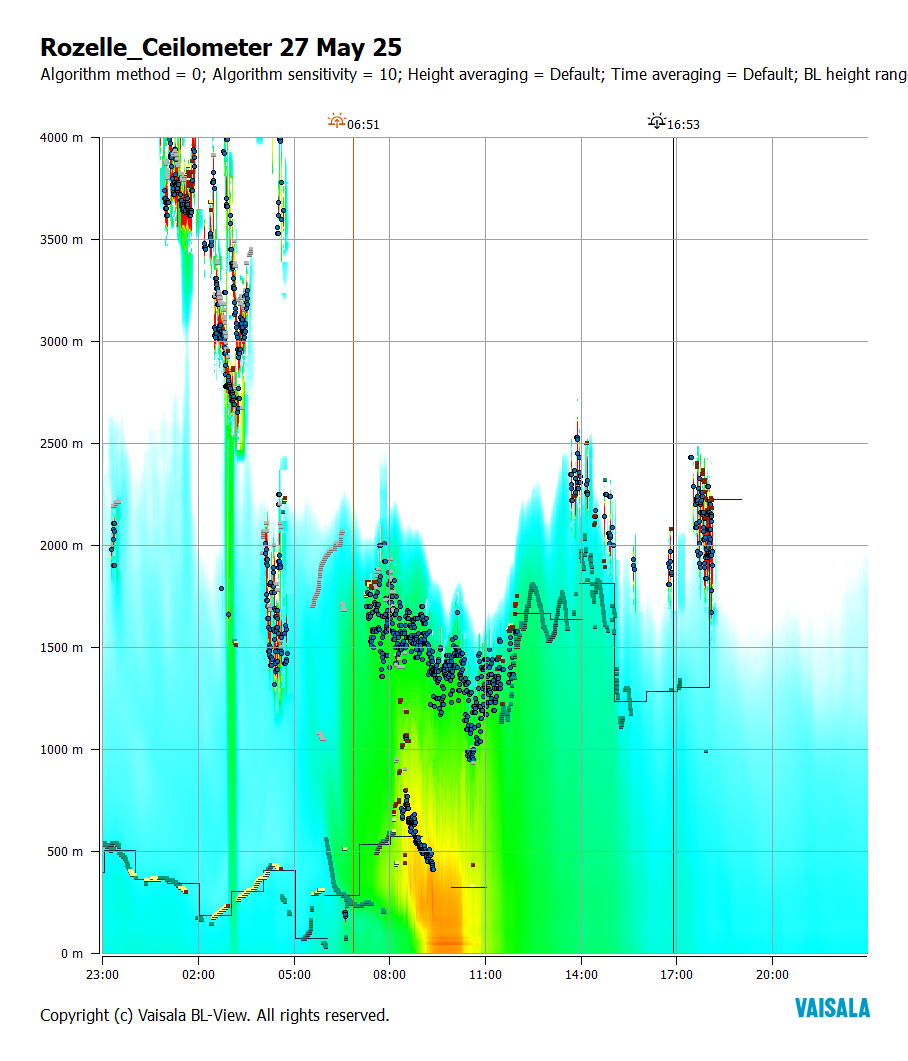 Rozelle_Ceilometer 27 May 25
Algorithm method = 0; Algorithm sensitivity = 10; Height averaging = Default; Time averaging = Default; BL height rang
06:51 16:53
4000 m
3500 m
3000 m
2500 m
2000 m
1500 m
1000 m
500 m
0 m
23:00 02:00 05:00 08:00 11:00 14:00 17:00 20:00
Copyright (c) Vaisala BL-View. All rights reserved.
VAISALA